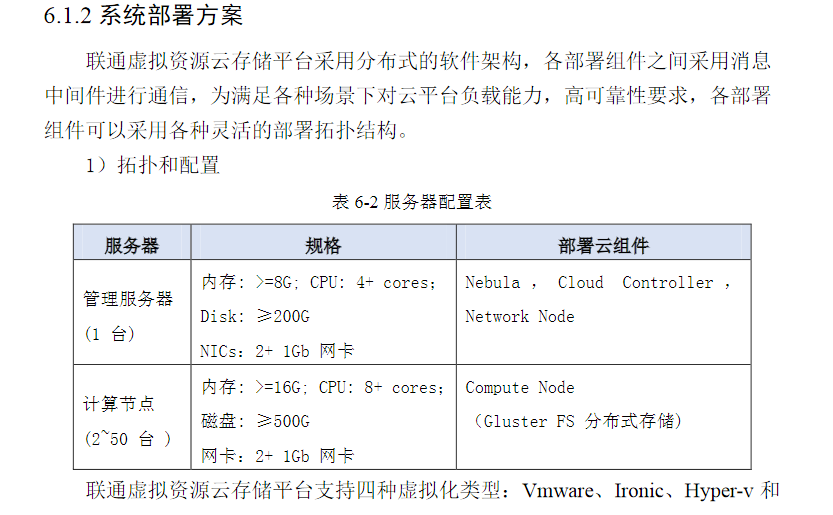 6.1.2 系统部署方案
联通虚拟资源云存储平台采用分布式的软件架构，各部署组件之间采用消息
中间件进行通信，为满足各种场景下对云平台负载能力，高可靠性要求，各部署
组件可以采用各种灵活的部署拓扑结构。
1）拓扑和配置
表 6-2 服务器配置表
服务器 规格 部署云组件
管理服务器
(1 台)
内存: >=8G; CPU: 4+ cores;
Disk: ≥200G
NICs: 2+ 1Gb 网卡
Nebula ， Cloud Controller ，
Network Node
计算节点
(2~50 台 )
内存: >=16G; CPU: 8+ cores;
磁盘: ≥500G
网卡: 2+ 1Gb 网卡
Compute Node
（Gluster FS 分布式存储)
联通虚拟资源云存储平台支持四种虚拟化类型：Vmware、Ironic、Hyper-v 和